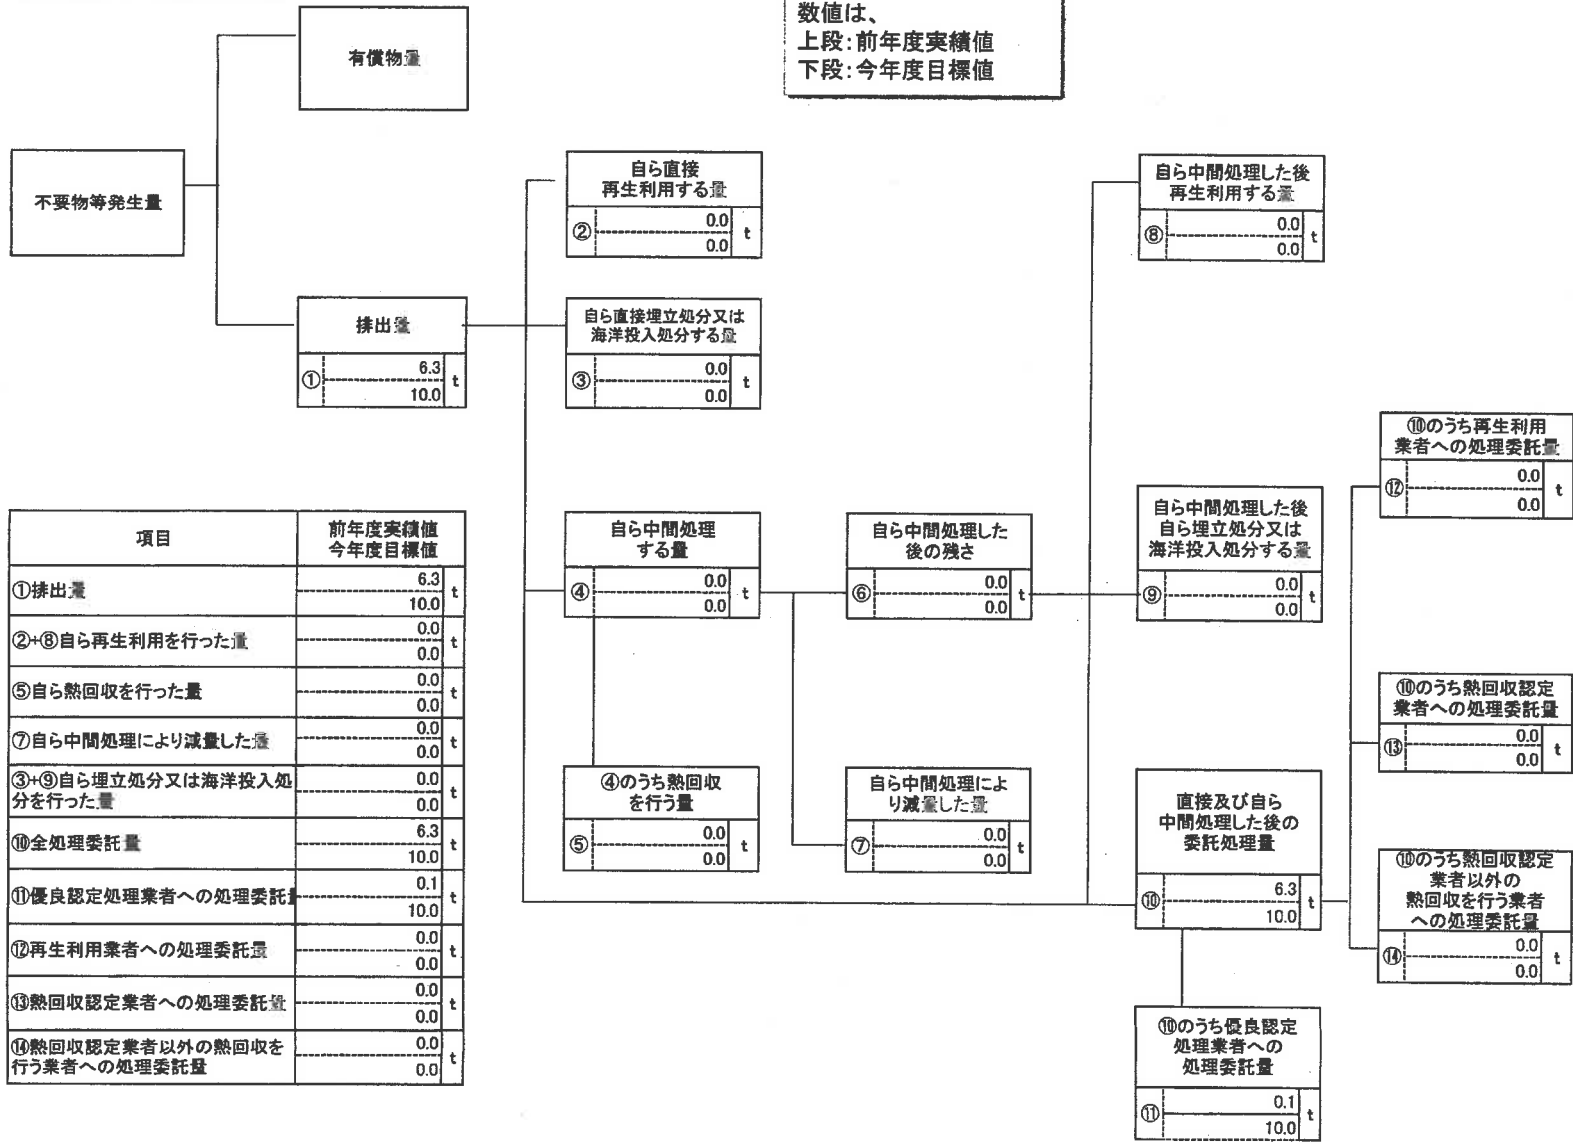 数値は、
上段：前年度実績値
下段：今年度目標値
有償物量
不要物等発生量
排出量
① 6.3 t
10.0
自ら直接
再生利用する量
② 0.0 t
0.0
自ら直接埋立処分又は
海洋投入処分する量
③ 0.0 t
0.0
自ら中間処理
する量
④ 0.0 t
0.0
④のうち熱回収
を行う量
⑤ 0.0 t
0.0
自ら中間処理した
後の残さ
⑥ 0.0 t
0.0
自ら中間処理によ
り減量した量
⑦ 0.0 t
0.0
自ら中間処理した後
再生利用する量
⑧ 0.0 t
0.0
自ら中間処理した後
自ら埋立処分又は
海洋投入処分する量
⑨ 0.0 t
0.0
直接及び自ら
中間処理した後の
委託処理量
⑩ 6.3 t
10.0
⑩のうち優良認定
処理業者への
処理委託量
⑪ 0.1 t
10.0
⑩のうち再生利用
業者への処理委託量
⑫ 0.0 t
0.0
⑩のうち熱回収認定
業者への処理委託量
⑬ 0.0 t
0.0
⑩のうち熱回収認定
業者以外の
熱回収を行う業者
への処理委託量
⑭ 0.0 t
0.0
項目 前年度実績値
今年度目標値
①排出量 6.3 t
10.0
②+⑧自ら再生利用を行った量 0.0 t
0.0
⑤自ら熱回収を行った量 0.0 t
0.0
⑦自ら中間処理により減量した量 0.0 t
0.0
③+⑨自ら埋立処分又は海洋投入処 0.0 t
分を行った量 0.0
⑩全処理委託量 6.3 t
10.0
⑪優良認定処理業者への処理委託量 0.1 t
10.0
⑫再生利用業者への処理委託量 0.0 t
0.0
⑬熱回収認定業者への処理委託量 0.0 t
0.0
⑭熱回収認定業者以外の熱回収を 0.0 t
行う業者への処理委託量 0.0